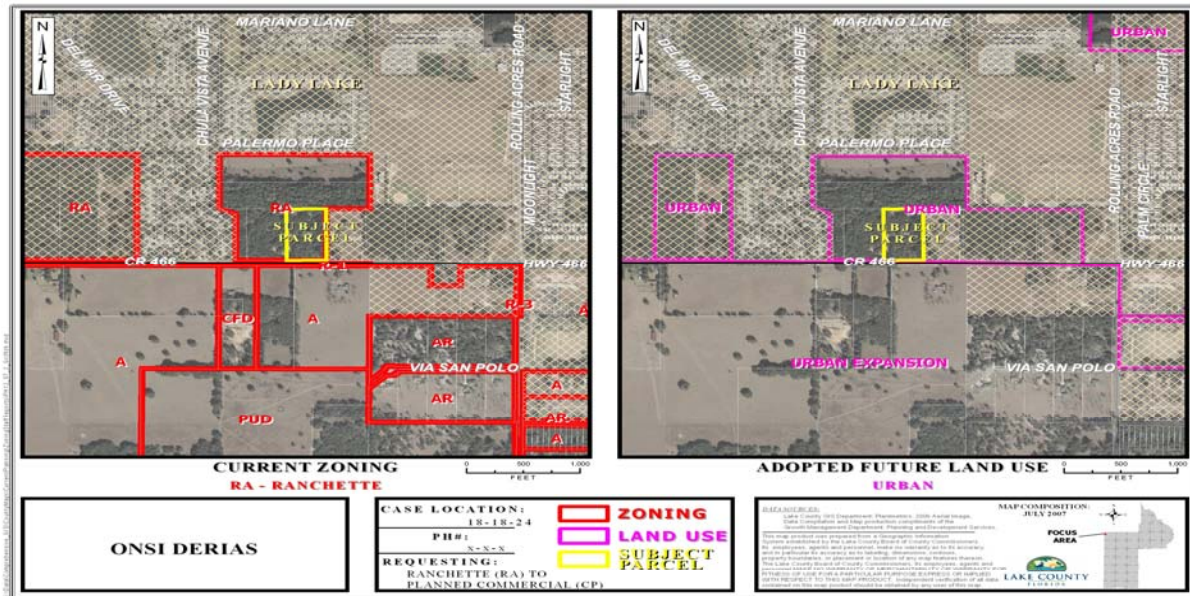 N
MARIANO LANE
DEL MAR DRIVE
CHULA VISTA AVENUE
LADY LAKE
ROLLING ACRES ROAD
STARLIGHT
PALERMO PLACE
MOONLIGHT
RA
RA
SUBJECT
PARCEL
CR 466
R-1
HWY 466
R-3
A
CFD
A
A
AR
VIA SAN POLO
A
AR
AR
PUD
A
CURRENT ZONING
RA - RANCHETTE
0 500 1,000
FEET
N
MARIANO LANE
URBAN
DEL MAR DRIVE
CHULA VISTA AVENUE
LADY LAKE
ROLLING ACRES ROAD
STARLIGHT
PALERMO PLACE
PALM CIRCLE
URBAN
URBAN
SUBJECT
PARCEL
CR 466
HWY 466
URBAN EXPANSION
VIA SAN POLO
ADOPTED FUTURE LAND USE
URBAN
0 500 1,000
FEET
ONSI DERIAS
CASE LOCATION:
18-18-24
PH#:
X-X-X
REQUESTING:
RANCHETTE (RA) TO
PLANNED COMMERCIAL (CP)
ZONING
LAND USE
SUBJECT
PARCEL
DATA SOURCES:
MAP COMPOSITION:
JULY 2007
FOCUS
AREA
LAKE COUNTY
FLORIDA